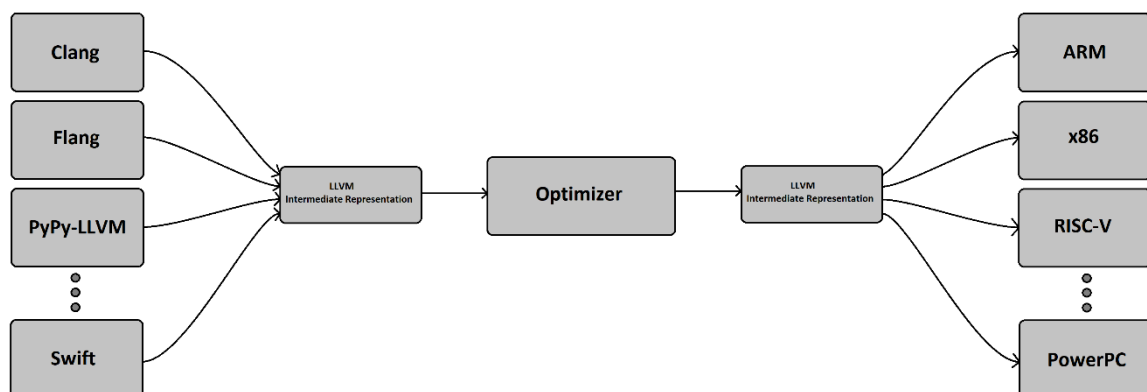 Clang
Flang
PyPy-LLVM
Swift
LLVM
Intermediate Representation
Optimizer
LLVM
Intermediate Representation
ARM
x86
RISC-V
PowerPC